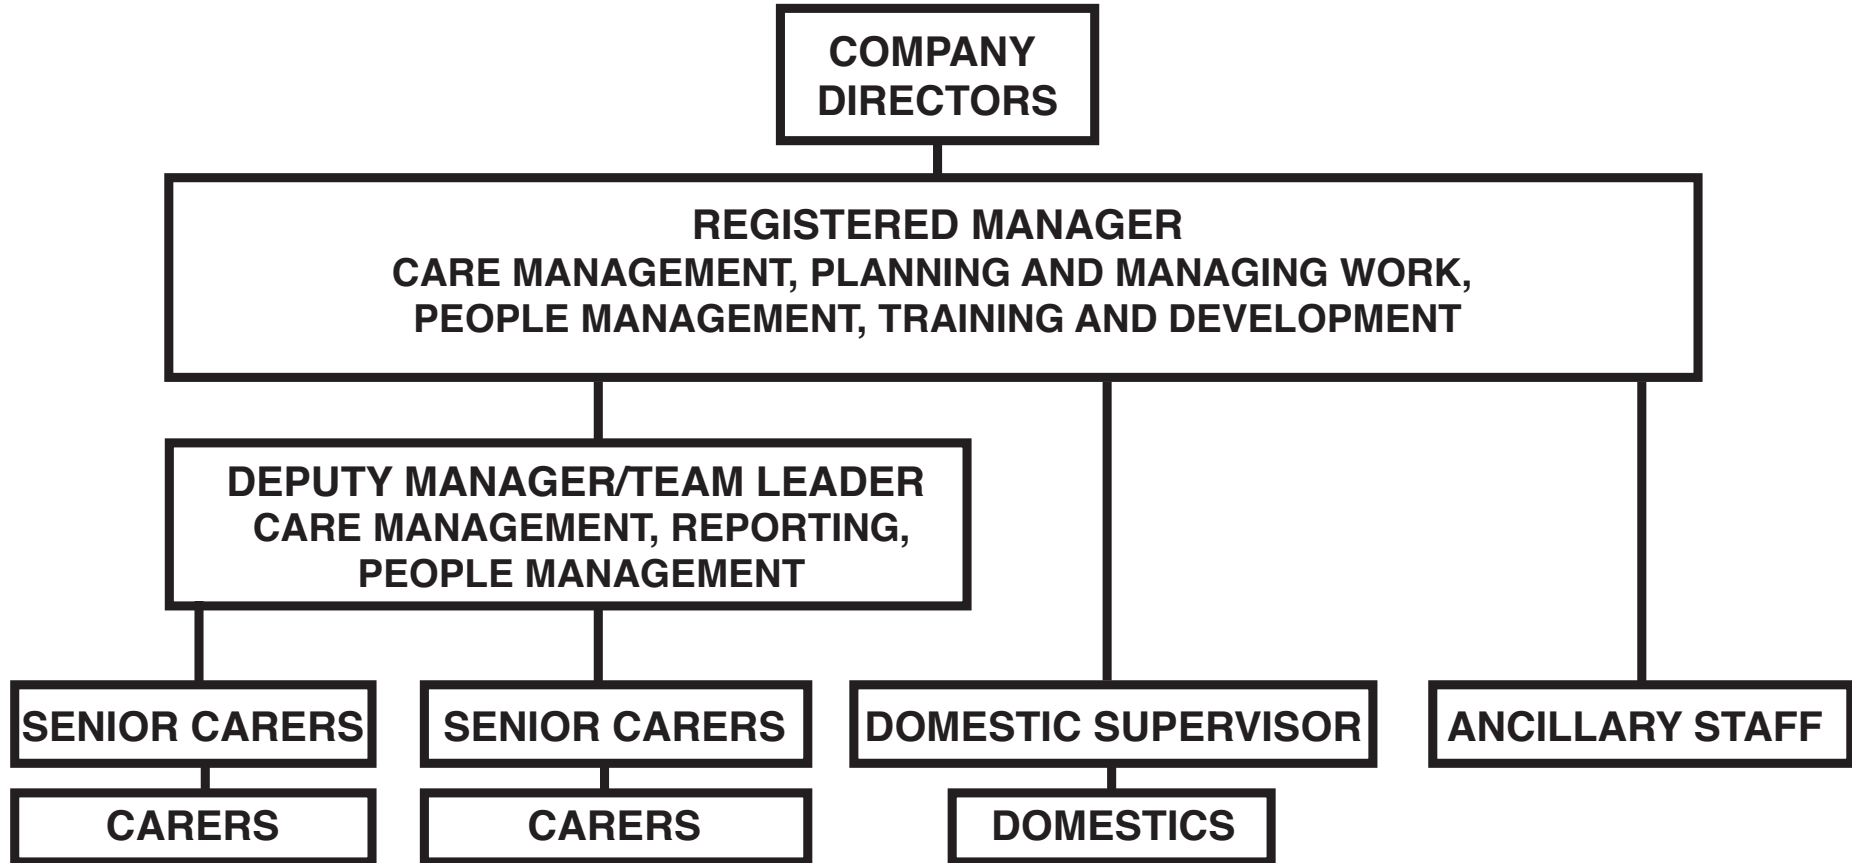 COMPANY
DIRECTORS
REGISTERED MANAGER
CARE MANAGEMENT, PLANNING AND MANAGING WORK,
PEOPLE MANAGEMENT, TRAINING AND DEVELOPMENT
DEPUTY MANAGER/TEAM LEADER
CARE MANAGEMENT, REPORTING,
PEOPLE MANAGEMENT
SENIOR CARERS
SENIOR CARERS
DOMESTIC SUPERVISOR
ANCILLARY STAFF
CARERS
CARERS
DOMESTICS